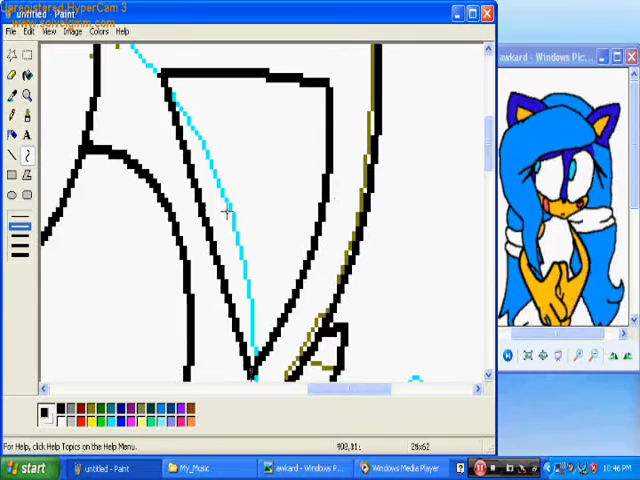 Unregistered HyperCam 3
www.solveigmm.com
untitled - Paint
File Edit View Image Colors Help
awkard - Windows Pic...
For Help, click Help Topics on the Help Menu.
start
untitled - Paint
My_Music
awkard - Windows P...
Windows Media Player
10:46 PM